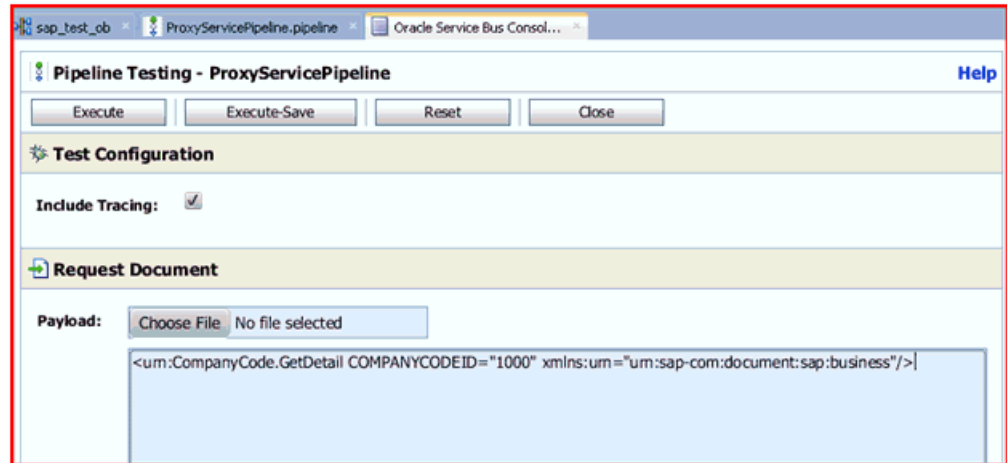 sap_test_ob ProxyServicePipeline.pipeline Oracle Service Bus Consol...
Pipeline Testing - ProxyServicePipeline Help
Execute Execute-Save Reset Close
Test Configuration
Include Tracing:
Request Document
Payload: Choose File No file selected
<urn:CompanyCode.GetDetail COMPANYCODEID="1000" xmlns:urn="urn:sap-com:document:sap:business"/>